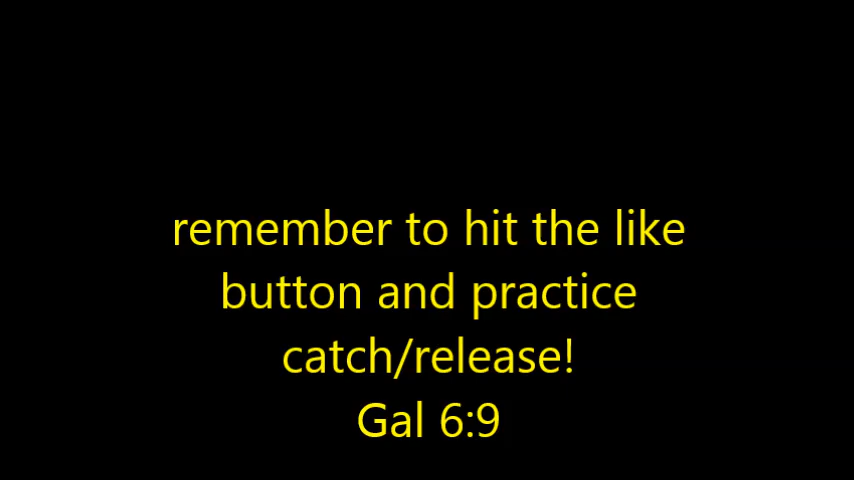 remember to hit the like
button and practice
catch/release!
Gal 6:9